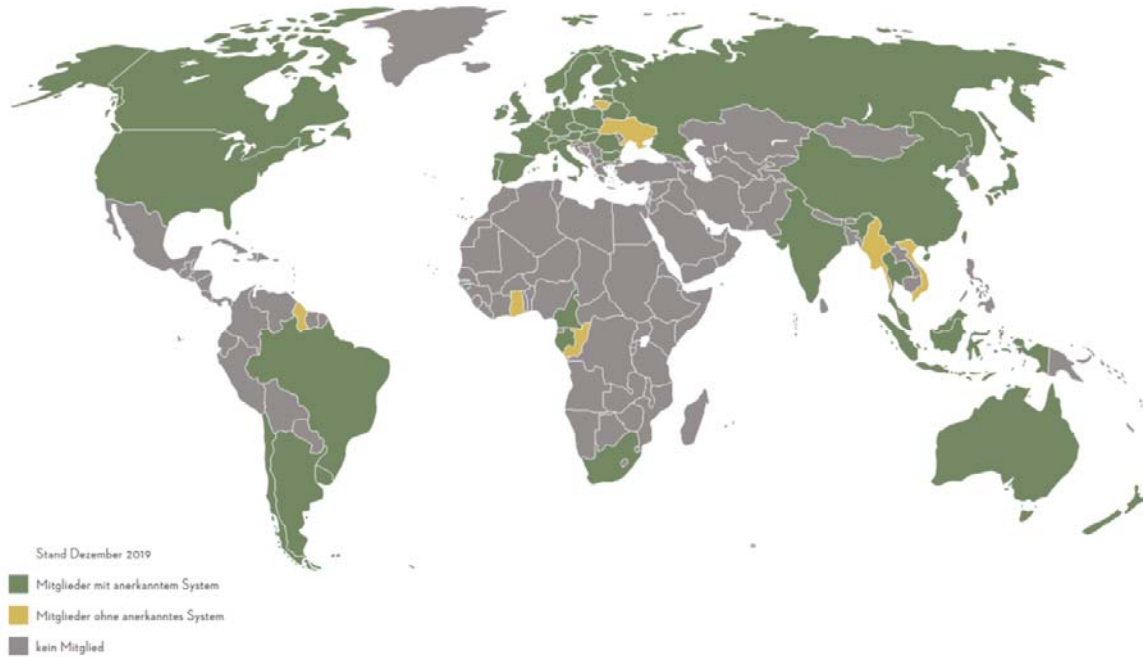 Stand Dezember 2019
Mitglieder mit anerkanntem System
Mitglieder ohne anerkanntes System
kein Mitglied